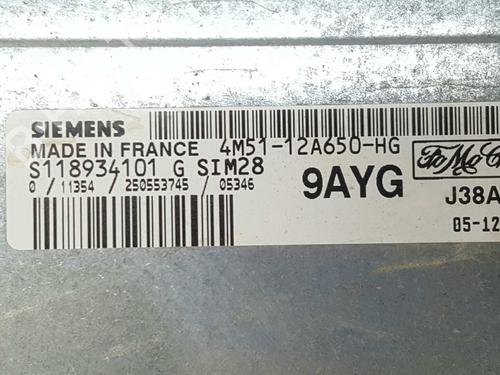 SIEMENS
MADE IN FRANCE 4M51-12A650-HG
S118934101 G SIM28
0 / 11354 / 250553745 / 05346
9AYG
J38A
05-12